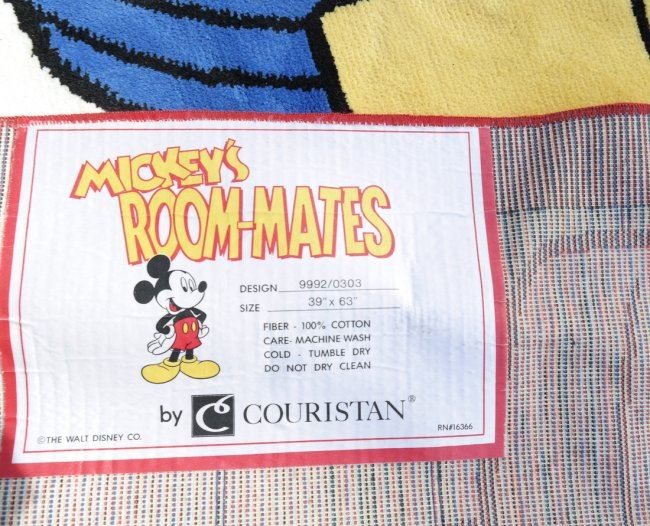 MICKEY'S
ROOM-MATES
DESIGN 9992/0303
SIZE 39" x 63"
FIBER - 100% COTTON
CARE- MACHINE WASH
COLD - TUMBLE DRY
DO NOT DRY CLEAN
by C COURISTAN®
©THE WALT DISNEY CO.
RN#16366